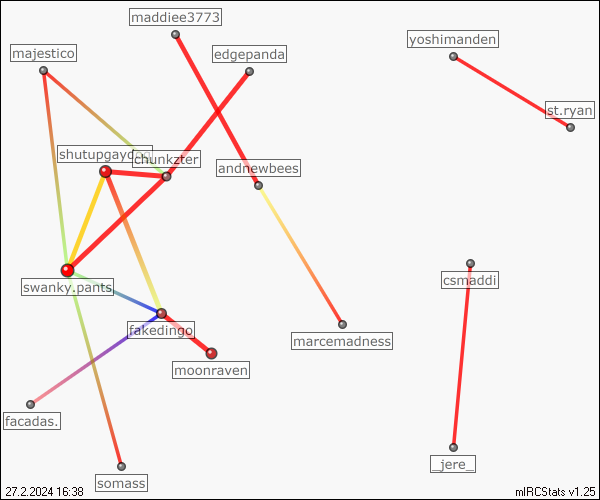 maddiee3773
yoshimanden
majestico
edgepanda
st.ryan
chunkzter
andnewbees
csmaddi
swanky.pants
fakedingo
marcemadness
moonraven
facadas.
_jere_
somass
27.2.2024 16:38
mIRCStats v1.25